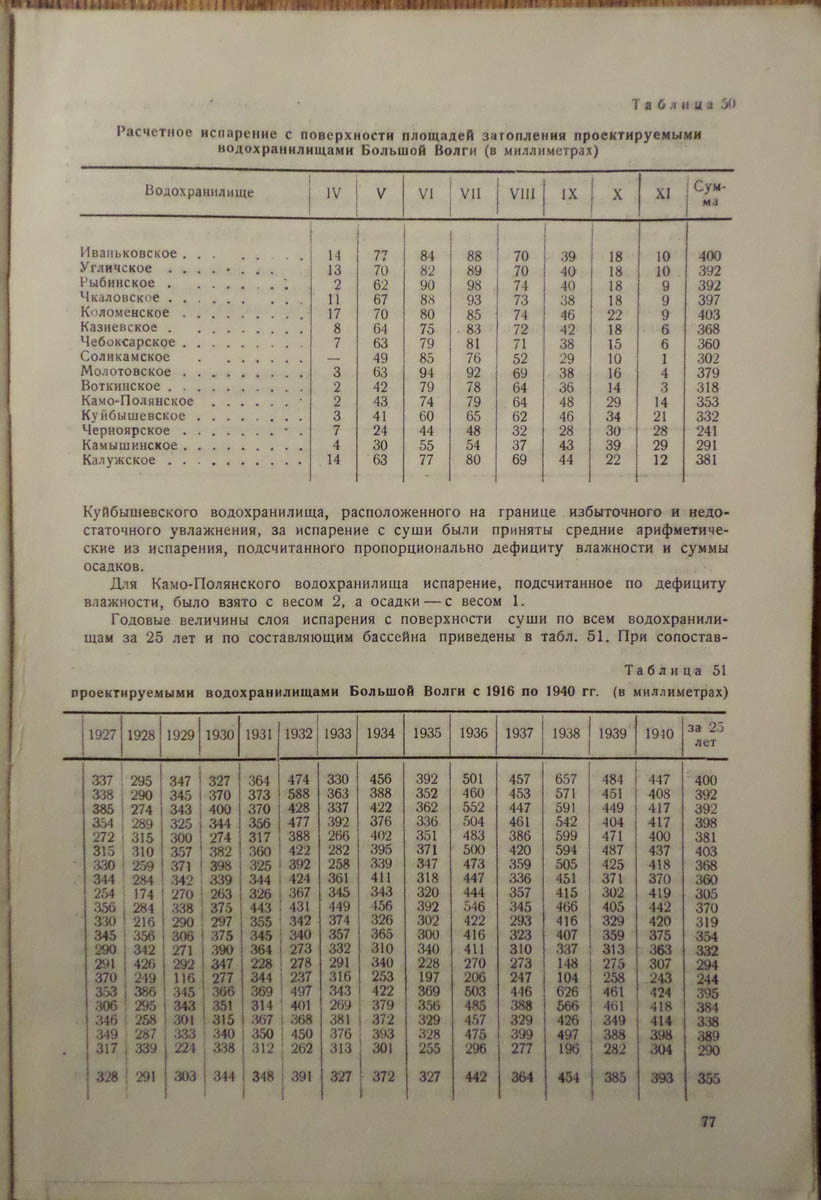 Таблица 50
Расчетное испарение с поверхности площадей затопления проектируемыми
водохранилищами Большой Волги (в миллиметрах)
Водохранилище IV V VI VII VIII IX X XI Сум-
ма
Иваньковское . . . . . . . . 14 77 84 88 70 39 18 10 400
Угличское . . . . . . . . 13 70 82 89 70 40 18 10 392
Рыбинское . . . . . . . . 2 62 90 98 74 40 18 9 392
Чкаловское . . . . . . . . 11 67 88 93 73 38 18 9 397
Коломенское . . . . . . . . . 17 70 80 85 74 46 22 9 403
Казневское . . . . . . . . 8 64 75 83 72 42 18 6 368
Чебоксарское . . . . . . . . . 7 63 79 81 71 38 15 6 360
Соликамское . . . . . . . — 49 85 76 52 29 10 1 302
Молотовское . . . . . . . . . 3 63 94 92 69 38 16 4 379
Воткинское . . . . . . . . . . 2 42 79 78 64 36 14 3 318
Камо-Полянское . . . . . . . 2 43 74 79 64 48 29 14 353
Куйбышевское . . . . . . . . 3 41 60 65 62 46 34 21 332
Черноярское . . . . . . . . . 7 24 44 48 32 28 30 28 241
Камышинское . . . . . . . . . 4 30 55 54 37 43 39 29 291
Калужское . . . . . . . . . . 14 63 77 80 69 44 22 12 381
Куйбышевского водохранилища, расположенного на границе избыточного и недо-
статочного увлажнения, за испарение с суши были приняты средние арифметиче-
ские из испарения, подсчитанного пропорционально дефициту влажности и суммы
осадков.
Для Камо-Полянского водохранилища испарение, подсчитанное по дефициту
влажности, было взято с весом 2, а осадки — с весом 1.
Годовые величины слоя испарения с поверхности суши по всем водохранили-
щам за 25 лет и по составляющим бассейна приведены в табл. 51. При сопостав-
Таблица 51
проектируемыми водохранилищами Большой Волги с 1916 по 1940 гг. (в миллиметрах)
1927 1928 1929 1930 1931 1932 1933 1934 1935 1936 1937 1938 1939 1940 за 25
лет
337 295 347 327 364 474 330 456 392 501 457 657 484 447 400
338 290 345 370 373 588 363 388 352 460 453 571 451 408 392
385 274 343 400 370 428 337 422 362 552 447 591 449 417 392
354 289 325 344 356 477 392 376 336 504 461 542 404 417 398
272 315 300 274 317 388 266 402 351 483 386 599 471 400 381
315 310 357 382 360 422 282 395 371 500 420 594 487 437 403
330 259 371 398 325 392 258 339 347 473 359 505 425 418 368
344 284 342 339 344 424 361 411 318 447 336 451 371 370 360
254 174 270 263 326 367 345 343 320 444 357 415 302 419 305
356 284 338 375 443 431 449 456 392 546 345 466 405 442 370
330 216 290 297 355 342 374 326 302 422 293 416 329 420 319
345 356 306 375 345 340 357 365 300 416 323 407 359 375 354
290 342 271 390 364 273 332 310 340 411 310 337 313 363 332
291 426 292 347 228 278 291 340 228 270 273 148 275 307 294
370 249 116 277 344 237 316 253 197 206 247 104 258 243 244
353 386 345 366 369 497 343 422 369 503 446 626 461 424 395
306 295 343 351 314 401 269 379 356 485 388 566 461 418 384
346 258 301 315 367 368 381 372 329 457 329 426 349 414 338
349 287 333 340 350 450 376 393 328 475 399 497 388 398 389
317 339 224 338 312 262 313 301 255 296 277 196 282 304 290
328 291 303 344 348 391 327 372 327 442 364 454 385 393 355
77